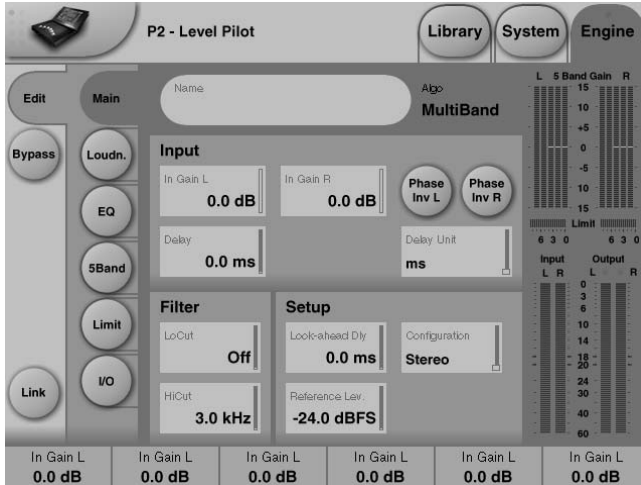 P2 - Level Pilot
Library
System
Engine
Edit
Main
Name
Algo
MultiBand
L 5 Band Gain R
15
10
+5
0
-5
10
15
Limit
6 3 0 6 3 0
Bypass
Loudn.
EQ
5Band
Limit
I/O
Link
Input
In Gain L
0.0 dB
In Gain R
0.0 dB
Phase Inv L
Phase Inv R
Delay
0.0 ms
Delay Unit
ms
Filter
LoCut
Off
HiCut
3.0 kHz
Setup
Look-ahead Dly
0.0 ms
Configuration
Stereo
Reference Lev.
-24.0 dBFS
Input Output
L R L R
0
3
6
10
14
18
20
24
30
40
60
In Gain L In Gain L In Gain L In Gain L In Gain L In Gain L
0.0 dB 0.0 dB 0.0 dB 0.0 dB 0.0 dB 0.0 dB